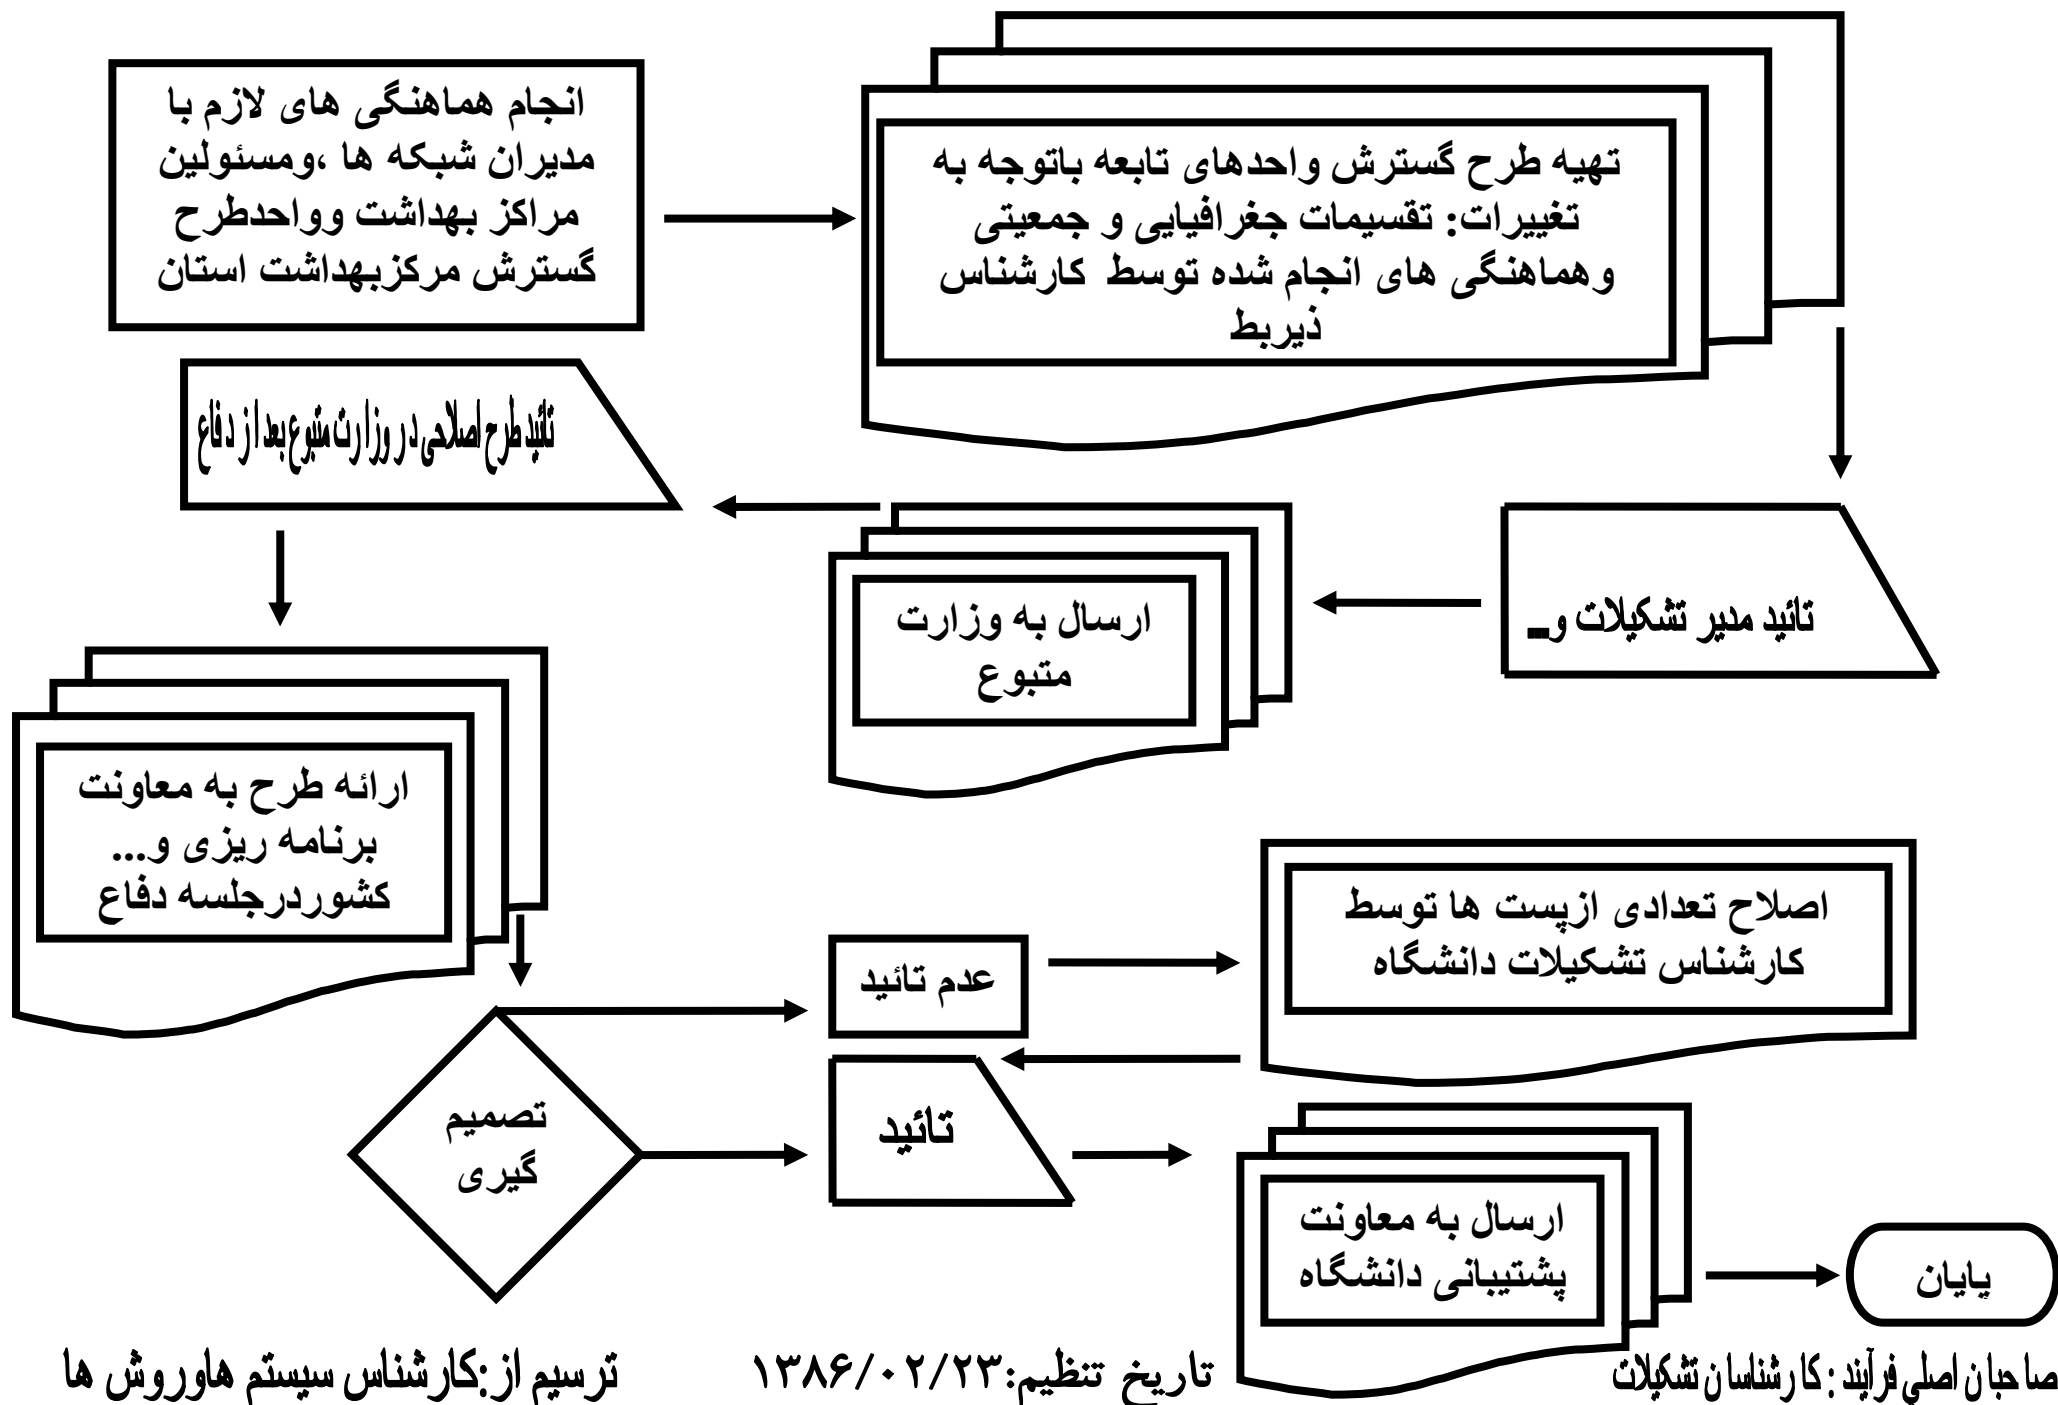 انجام هماهنگی های لازم با
مدیران شبکه ها ،ومسئولین
مراکز بهداشت وواحدطرح
گسترش مرکزبهداشت استان
تهیه طرح گسترش واحدهای تابعه باتوجه به
تغییرات: تقسیمات جغرافیایی و جمعیتی
وهماهنگی های انجام شده توسط کارشناس
ذیربط
تائید مدیر تشکیلات و...
ارسال به وزارت
متبوع
تائید طرح اصلاحی در وزارت متبوع بعد از دفاع
ارائه طرح به معاونت
برنامه ریزی و...
کشوردرجلسه دفاع
تصمیم
گیری
عدم تائید
اصلاح تعدادی ازپست ها توسط
کارشناس تشکیلات دانشگاه
تائید
ارسال به معاونت
پشتیبانی دانشگاه
پایان
صاحبان اصلی فرآیند : کارشناسان تشکیلات
تاریخ تنظیم:۱۳۸۶/۰۲/۲۳
ترسیم از:کارشناس سیستم هاوروش ها